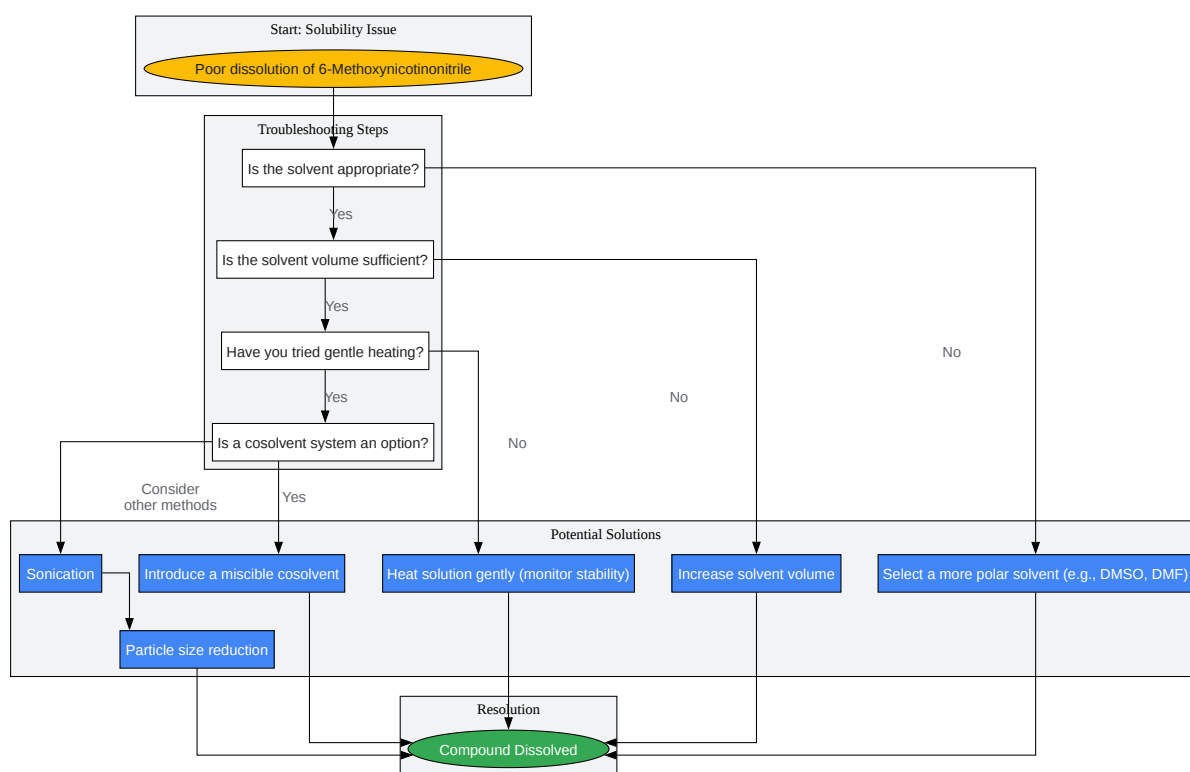 Start: Solubility Issue
Poor dissolution of 6-Methoxynicotinonitrile
Troubleshooting Steps
Is the solvent appropriate?
Yes
Is the solvent volume sufficient?
Yes
Have you tried gentle heating?
No
Yes
No
Is a cosolvent system an option?
No
Consider
other methods
Yes
Potential Solutions
Sonication
Introduce a miscible cosolvent
Heat solution gently (monitor stability)
Increase solvent volume
Select a more polar solvent (e.g., DMSO, DMF)
Particle size reduction
Resolution
Compound Dissolved